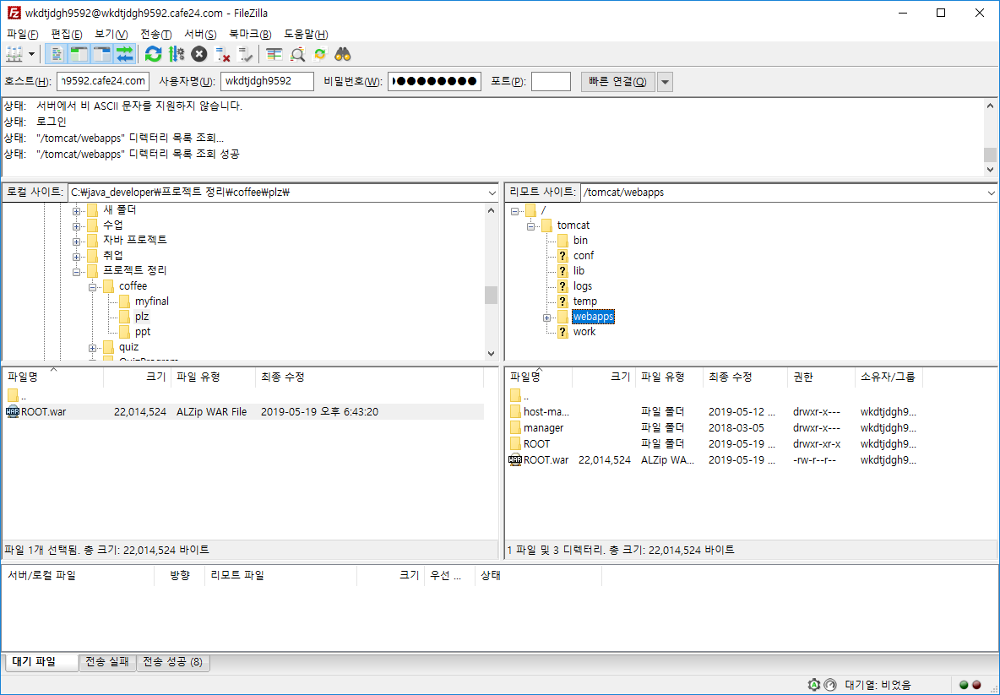 wkdtjdgh9592@wkdtjdgh9592.cafe24.com - FileZilla
파일(F) 편집(E) 보기(V) 전송(T) 서버(S) 북마크(B) 도움말(H)
호스트(H): h9592.cafe24.com 사용자명(U): wkdtjdgh9592 비밀번호(W): ●●●●●●●●● 포트(P): 빠른 연결(Q)
상태: 서버에서 비 ASCII 문자를 지원하지 않습니다.
상태: 로그인
상태: "/tomcat/webapps" 디렉터리 목록 조회...
상태: "/tomcat/webapps" 디렉터리 목록 조회 성공
로컬 사이트: C:₩java_developer₩프로젝트 정리₩coffee₩plz₩
새 폴더
수업
자바 프로젝트
취업
프로젝트 정리
coffee
myfinal
plz
ppt
quiz
QuizProgram
리모트 사이트: /tomcat/webapps
/
tomcat
bin
conf
lib
logs
temp
webapps
work
파일명 크기 파일 유형 최종 수정
..
ROOT.war 22,014,524 ALZip WAR File 2019-05-19 오후 6:43:20
파일 1개 선택됨. 총 크기: 22,014,524 바이트
파일명 크기 파일 유형 최종 수정 권한 소유자/그룹
..
host-ma... 파일 폴더 2019-05-12 ... drwxr-x--- wkdtjdgh9...
manager 파일 폴더 2018-03-05 drwxr-x--- wkdtjdgh9...
ROOT 파일 폴더 2019-05-19 ... drwxr-xr-x wkdtjdgh9...
ROOT.war 22,014,524 ALZip WA... 2019-05-19 ... -rw-r--r-- wkdtjdgh9...
1 파일 및 3 디렉터리. 총 크기: 22,014,524 바이트
서버/로컬 파일 방향 리모트 파일 크기 우선 ... 상태
대기 파일 전송 실패 전송 성공 (8)
대기열: 비었음